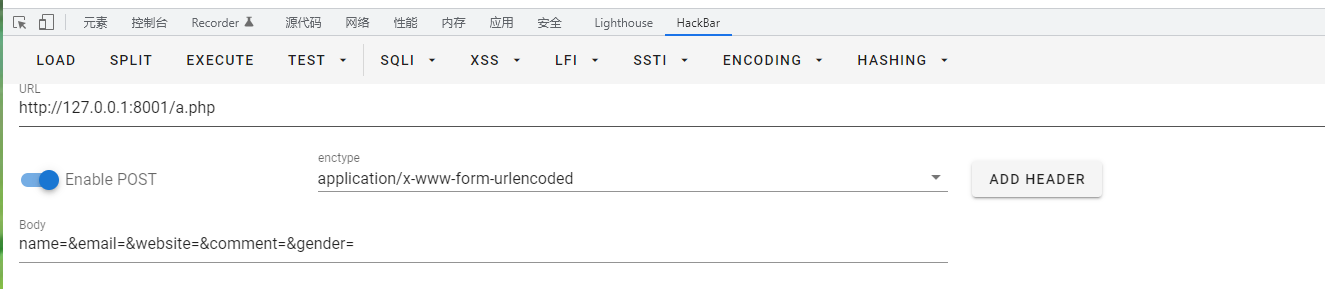 元素 控制台 Recorder 源代码 网络 性能 内存 应用 安全 Lighthouse HackBar
LOAD SPLIT EXECUTE TEST SQLI XSS LFI SSTI ENCODING HASHING
URL
http://127.0.0.1:8001/a.php
enctype
Enable POST application/x-www-form-urlencoded ADD HEADER
Body
name=&email=&website=&comment=&gender=